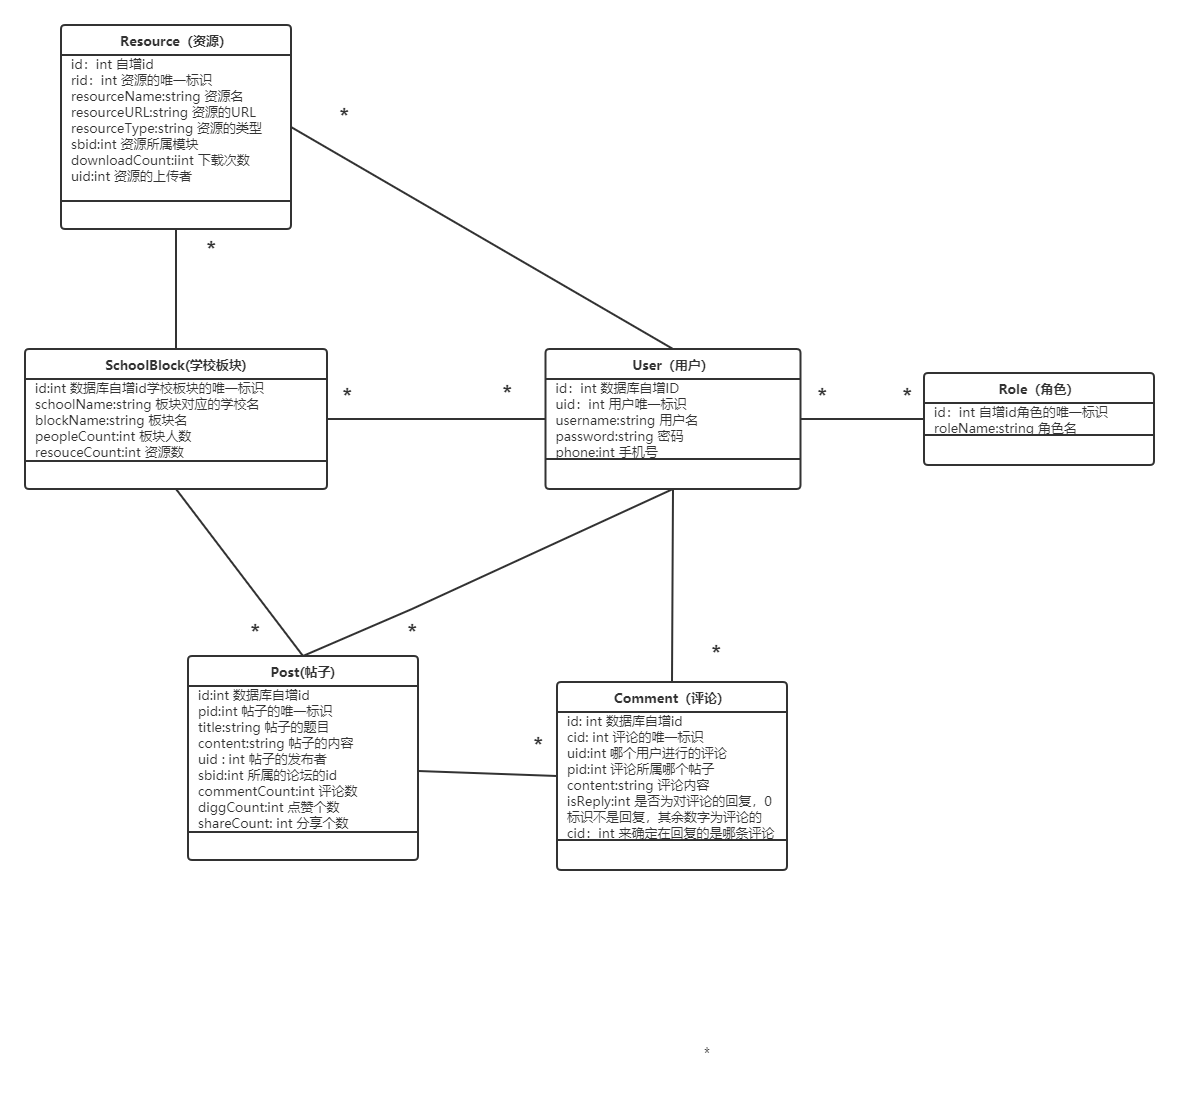 Resource（资源）
id：int 自增id
rid：int 资源的唯一标识
resourceName:string 资源名
resourceURL:string 资源的URL
resourceType:string 资源的类型
sbid:int 资源所属模块
downloadCount:iint 下载次数
uid:int 资源的上传者
*
*
SchoolBlock(学校板块)
id:int 数据库自增id学校板块的唯一标识
schoolName:string 板块对应的学校名
blockName:string 板块名
peopleCount:int 板块人数
resouceCount:int 资源数
*
*
User（用户）
id：int 数据库自增ID
uid：int 用户唯一标识
username:string 用户名
password:string 密码
phone:int 手机号
*
*
Role（角色）
id：int 自增id角色的唯一标识
roleName:string 角色名
*
*
*
Post(帖子)
id:int 数据库自增id
pid:int 帖子的唯一标识
title:string 帖子的题目
content:string 帖子的内容
uid : int 帖子的发布者
sbid:int 所属的论坛的id
commentCount:int 评论数
diggCount:int 点赞个数
shareCount: int 分享个数
*
Comment（评论）
id: int 数据库自增id
cid: int 评论的唯一标识
uid:int 哪个用户进行的评论
pid:int 评论所属哪个帖子
content:string 评论内容
isReply:int 是否为对评论的回复，0
标识不是回复，其余数字为评论的
cid：int 来确定在回复的是哪条评论
*